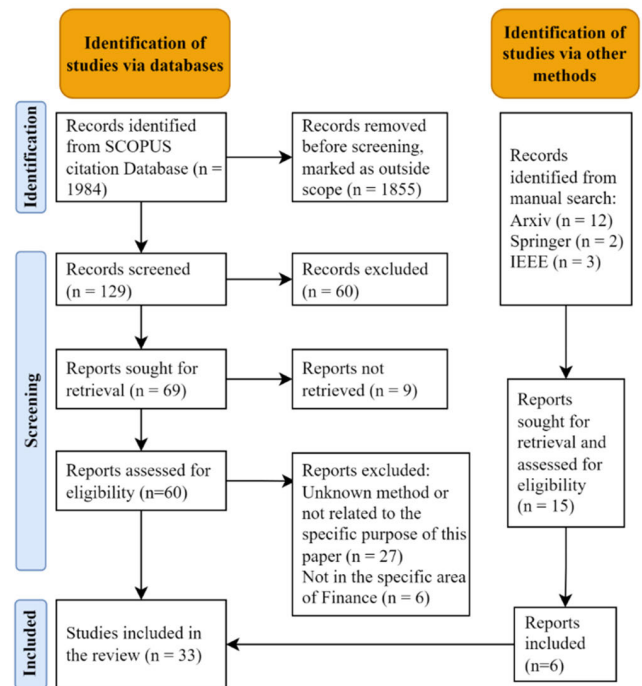 Identification of
studies via databases
Identification of
studies via other
methods
Identification
Records identified
from SCOPUS
citation Database (n =
1984)
Records removed
before screening,
marked as outside
scope (n = 1855)
Records
identified from
manual search:
Arxiv (n = 12)
Springer (n = 2)
IEEE (n = 3)
Screening
Records screened
(n = 129)
Records excluded
(n = 60)
Reports sought for
retrieval (n = 69)
Reports not
retrieved (n = 9)
Reports
sought for
retrieval and
assessed for
eligibility
(n = 15)
Reports assessed for
eligibility (n=60)
Reports excluded:
Unknown method or
not related to the
specific purpose of this
paper (n = 27)
Not in the specific area
of Finance (n = 6)
Included
Studies included in
the review (n = 33)
Reports
included
(n=6)